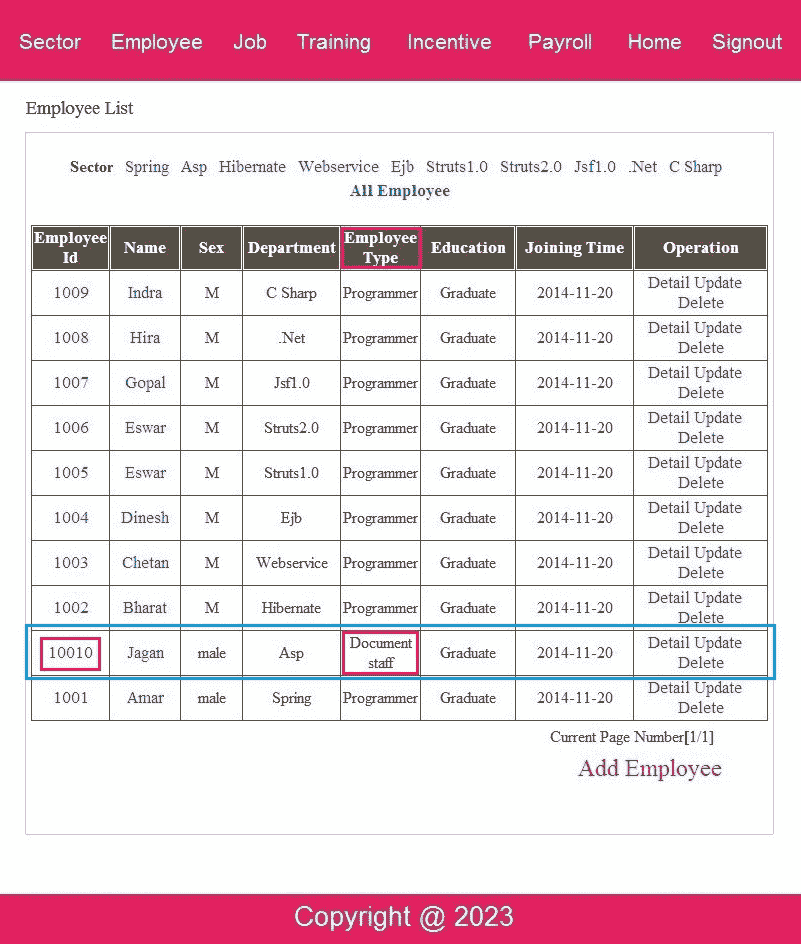 Sector Employee Job Training Incentive Payroll Home Signout
Employee List
Sector Spring Asp Hibernate Webservice Ejb Struts1.0 Struts2.0 Jsf1.0 .Net C Sharp
All Employee
Employee Id Name Sex Department Employee Type Education Joining Time Operation
1009 Indra M C Sharp Programmer Graduate 2014-11-20 Detail Update Delete
1008 Hira M .Net Programmer Graduate 2014-11-20 Detail Update Delete
1007 Gopal M Jsf1.0 Programmer Graduate 2014-11-20 Detail Update Delete
1006 Eswar M Struts2.0 Programmer Graduate 2014-11-20 Detail Update Delete
1005 Eswar M Struts1.0 Programmer Graduate 2014-11-20 Detail Update Delete
1004 Dinesh M Ejb Programmer Graduate 2014-11-20 Detail Update Delete
1003 Chetan M Webservice Programmer Graduate 2014-11-20 Detail Update Delete
1002 Bharat M Hibernate Programmer Graduate 2014-11-20 Detail Update Delete
10010 Jagan male Asp Document staff Graduate 2014-11-20 Detail Update Delete
1001 Amar male Spring Programmer Graduate 2014-11-20 Detail Update Delete
Current Page Number[1/1]
Add Employee
Copyright @ 2023